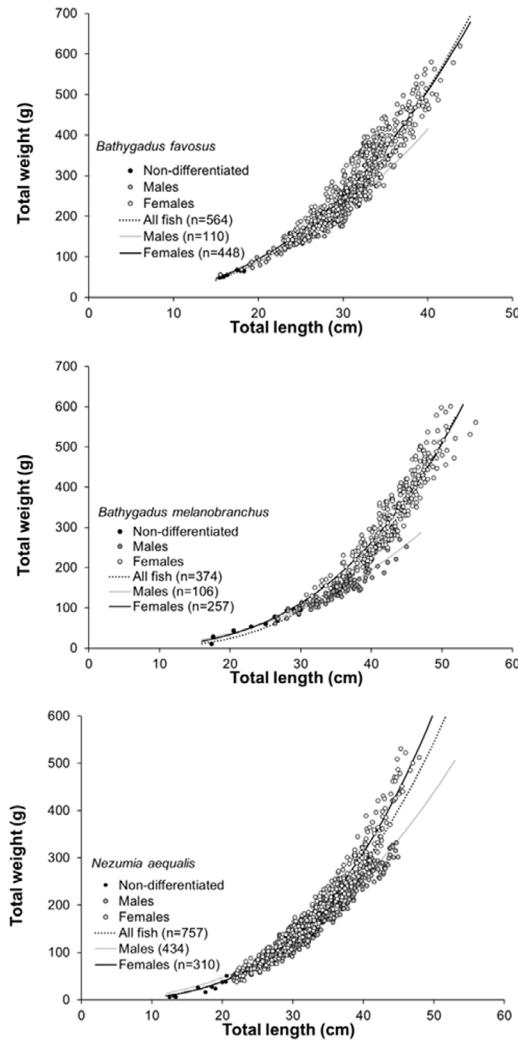 700
600
500
400
300
200
100
0
Total weight (g)
Bathygadus favosus
Non-differentiated
Males
Females
All fish (n=564)
Males (n=110)
Females (n=448)
0 10 20 30 40 50
Total length (cm)
700
600
500
400
300
200
100
0
Total weight (g)
Bathygadus melanobranchus
Non-differentiated
Males
Females
All fish (n=374)
Males (n=106)
Females (n=257)
0 10 20 30 40 50 60
Total length (cm)
600
500
400
300
200
100
0
Total weight (g)
Nezumia aequalis
Non-differentiated
Males
Females
All fish (n=757)
Males (434)
Females (n=310)
0 10 20 30 40 50 60
Total length (cm)